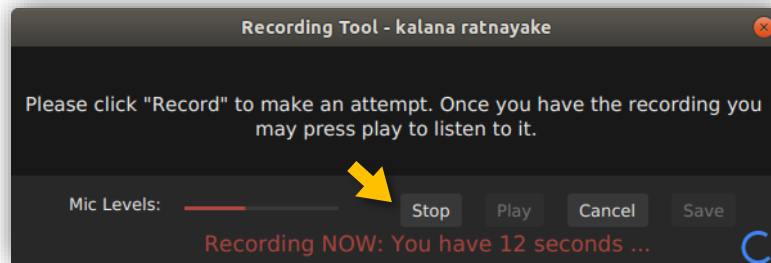 Recording Tool - kalana ratnayake
Please click "Record" to make an attempt. Once you have the recording you
may press play to listen to it.
Mic Levels: Stop Play Cancel Save
Recording NOW: You have 12 seconds ...